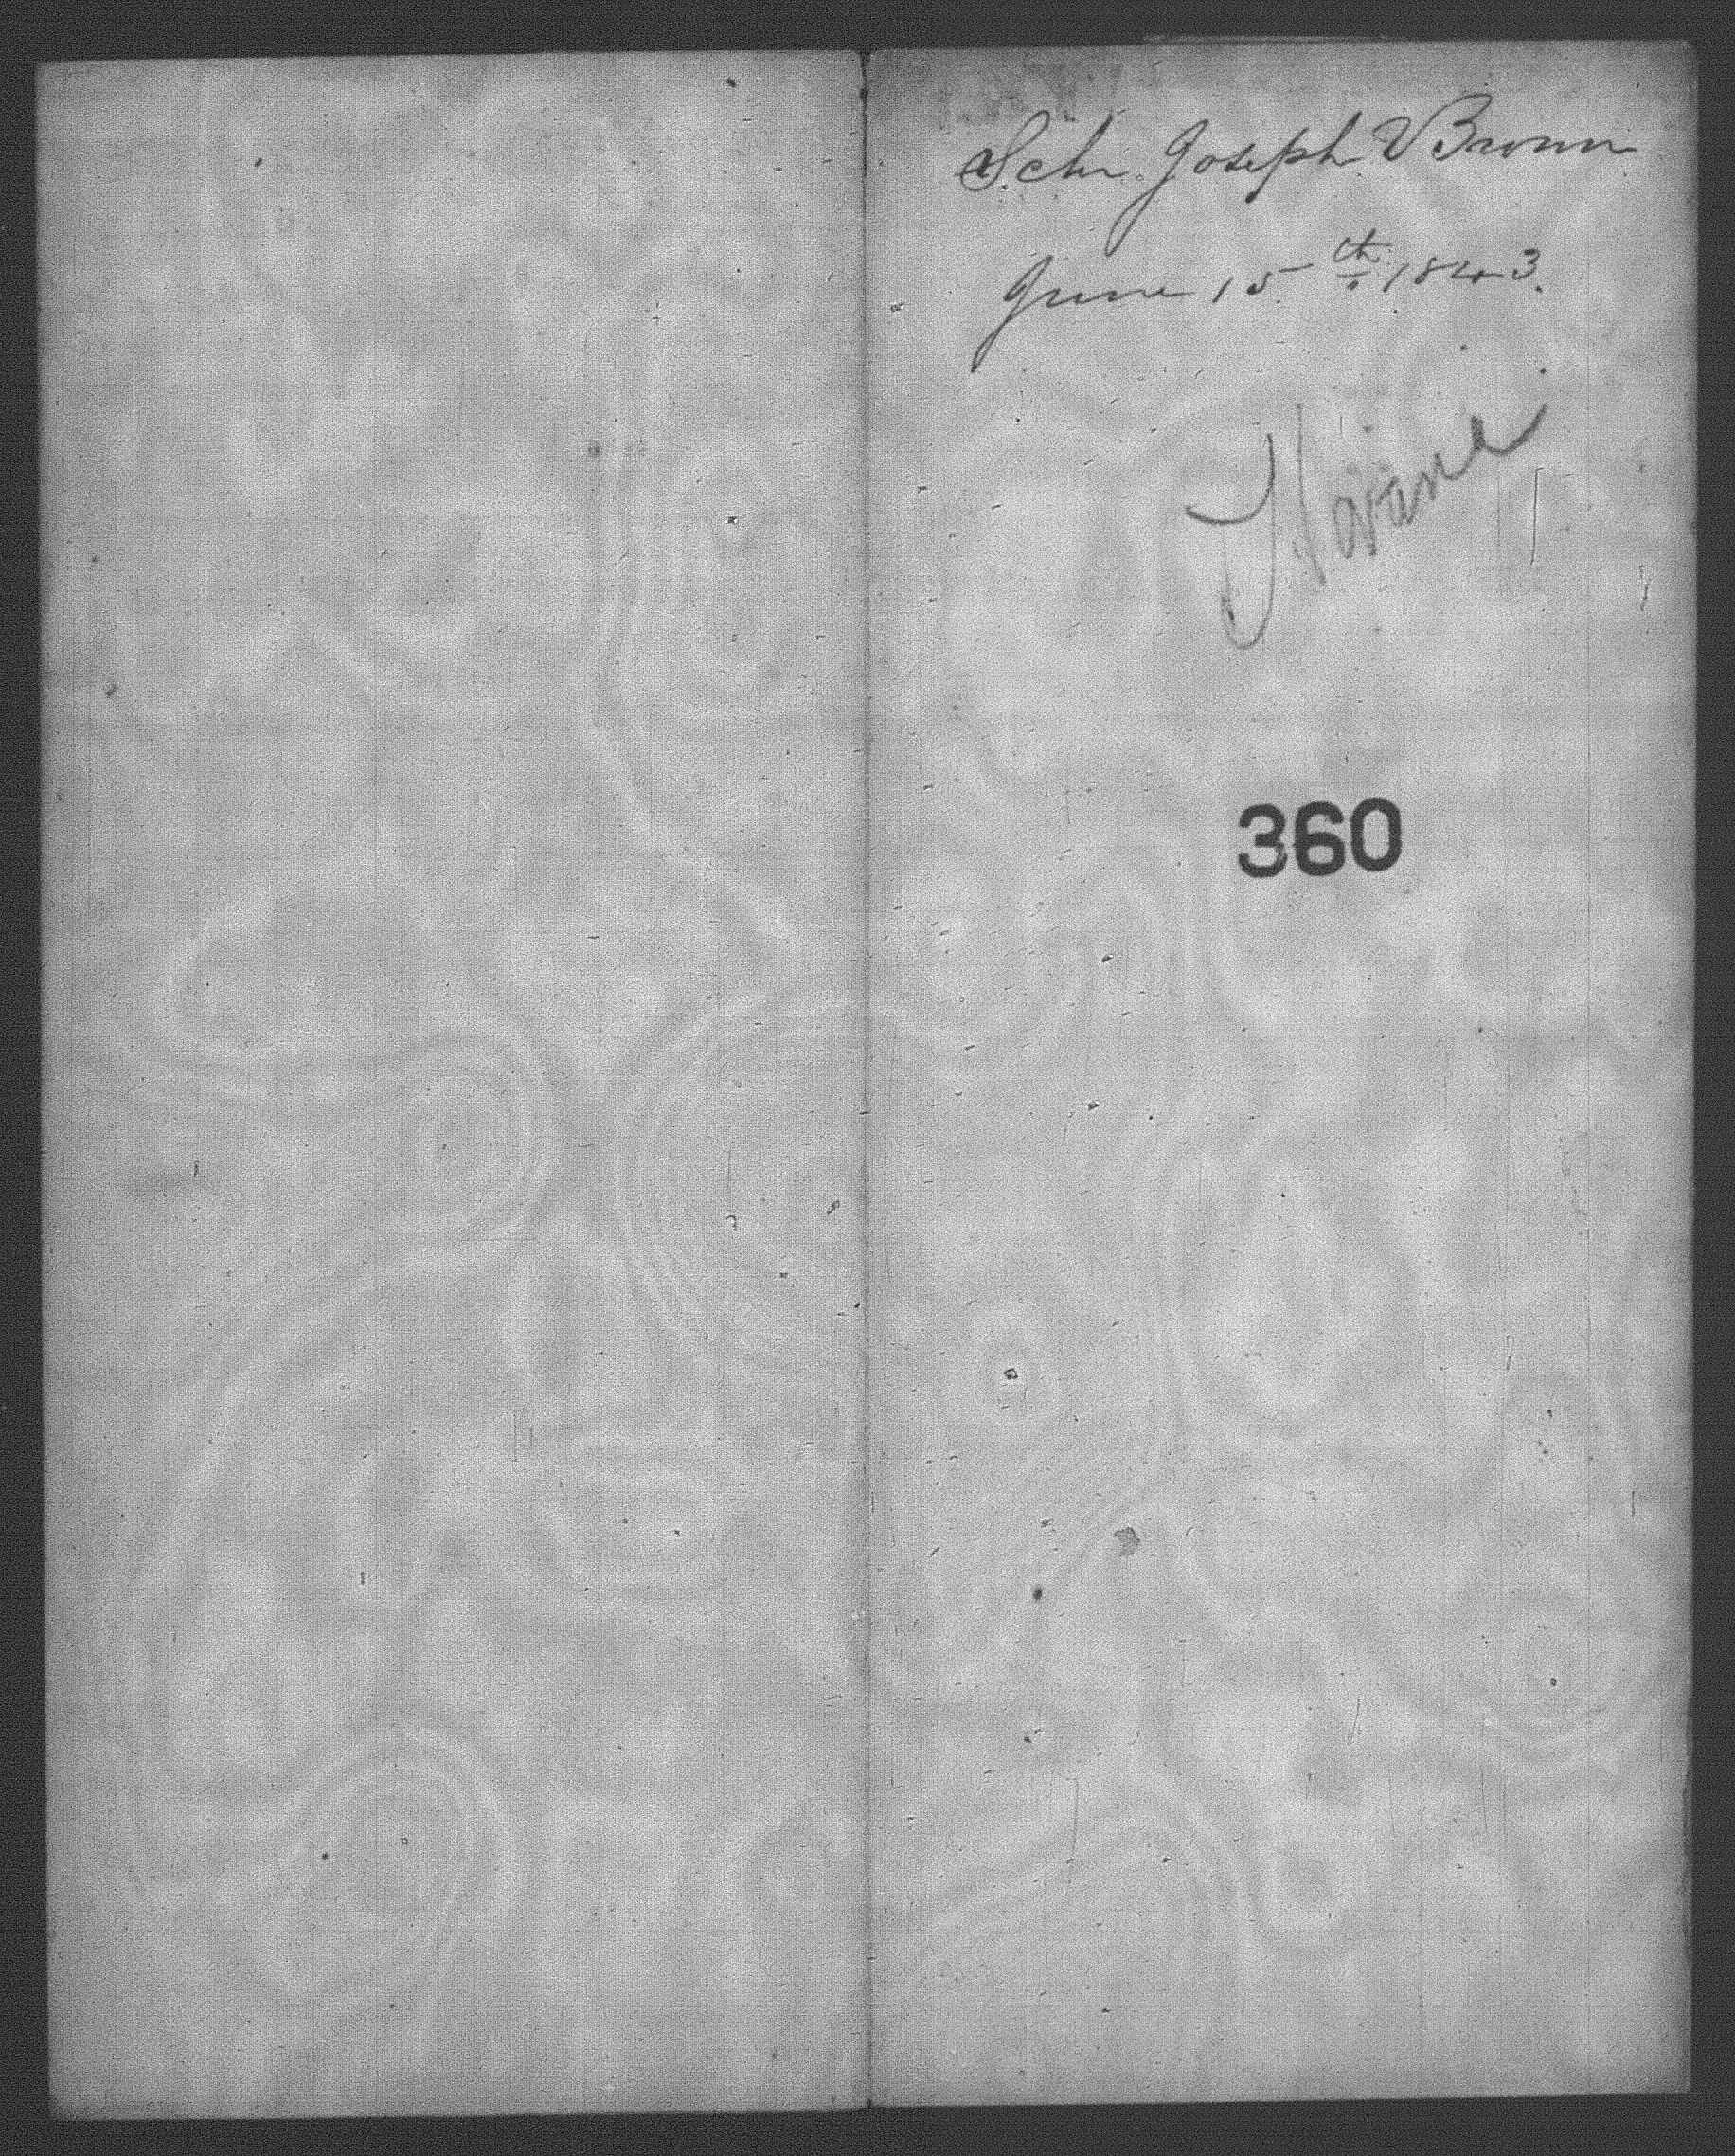 Schr. Joseph V Brown
June 15th 1843.
Havana
360